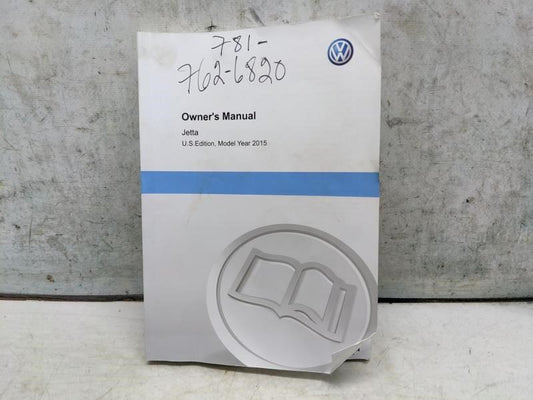 781-
762-6820
Owner's Manual
Jetta
U.S.Edition, Model Year 2015